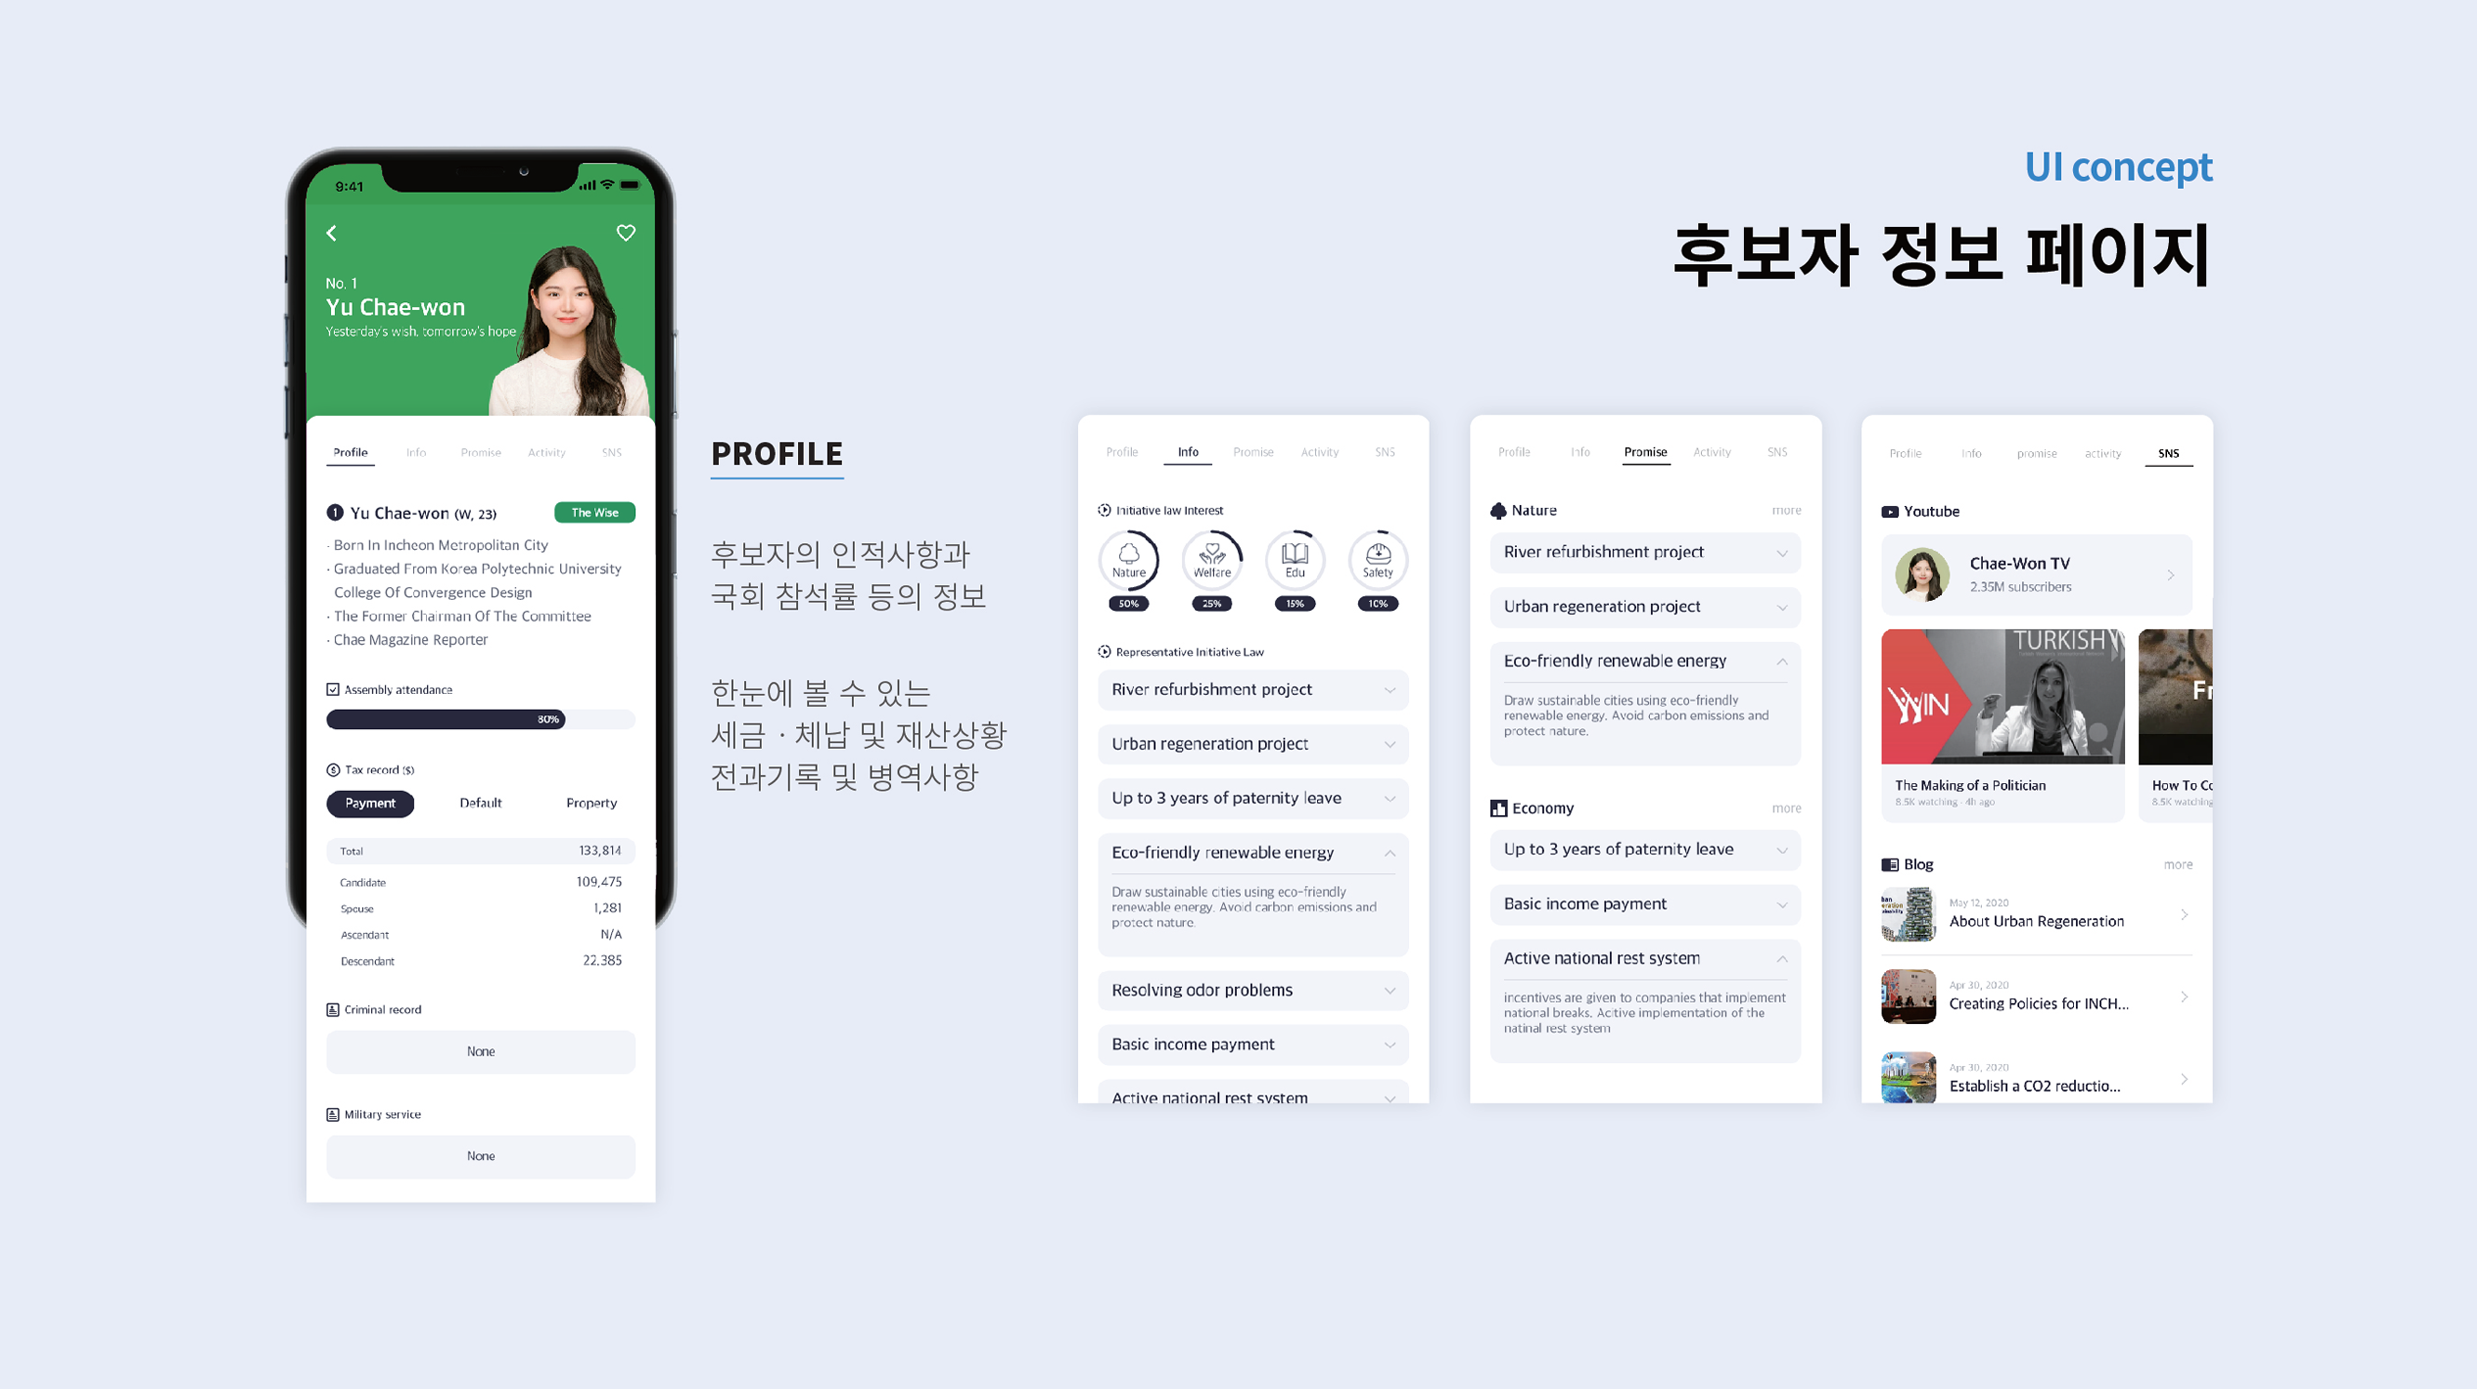 UI concept
후보자 정보 페이지
9:41
No. 1
Yu Chae-won
Yesterday's wish, tomorrow's hope
Profile Info Promise Activity SNS
1 Yu Chae-won (W, 23) The Wise
· Born In Incheon Metropolitan City
· Graduated From Korea Polytechnic University
College Of Convergence Design
· The Former Chairman Of The Committee
· Chae Magazine Reporter
Assembly attendance
80%
Tax record ($)
Payment Default Property
Total 133,814
Candidate 109,475
Spouse 1,281
Ascendant N/A
Descendant 22,385
Criminal record
None
Military service
None
PROFILE
후보자의 인적사항과
국회 참석률 등의 정보
한눈에 볼 수 있는
세금 · 체납 및 재산상황
전과기록 및 병역사항
Profile Info Promise Activity SNS
Initiative law Interest
Nature Welfare Edu Safety
50% 25% 15% 10%
Representative Initiative Law
River refurbishment project
Urban regeneration project
Up to 3 years of paternity leave
Eco-friendly renewable energy
Draw sustainable cities using eco-friendly
renewable energy. Avoid carbon emissions and
protect nature.
Resolving odor problems
Basic income payment
Active national rest system
Profile Info Promise Activity SNS
Nature more
River refurbishment project
Urban regeneration project
Eco-friendly renewable energy
Draw sustainable cities using eco-friendly
renewable energy. Avoid carbon emissions and
protect nature.
Economy more
Up to 3 years of paternity leave
Basic income payment
Active national rest system
incentives are given to companies that implement
national breaks. Acitive implementation of the
natinal rest system
Profile Info promise activity SNS
Youtube
Chae-Won TV
2.35M subscribers
TURKISH W
WIN
Fr
The Making of a Politician
8.5K watching · 4h ago
How To Co
8.5K watching
Blog more
May 12, 2020
About Urban Regeneration
Apr 30, 2020
Creating Policies for INCH...
Apr 30, 2020
Establish a CO2 reductio...